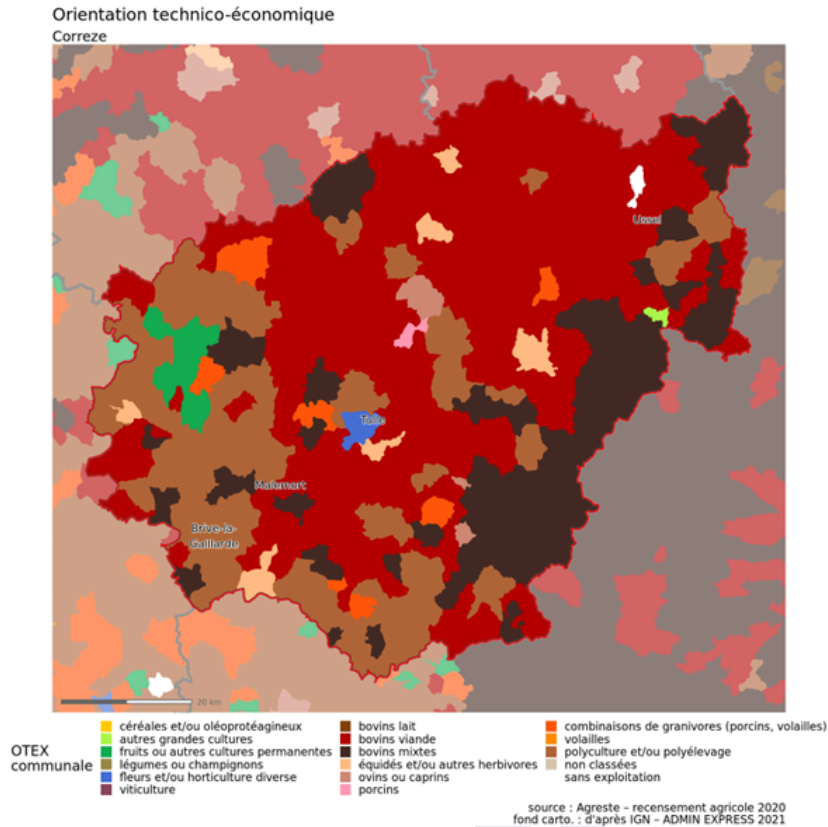 Orientation technico-économique
Correze
Ussel
Tulle
Malemort
Brive-la-
Gaillarde
20 km
OTEX
communale
céréales et/ou oléoprotéagineux
autres grandes cultures
fruits ou autres cultures permanentes
légumes ou champignons
fleurs et/ou horticulture diverse
viticulture
bovins lait
bovins viande
bovins mixtes
équidés et/ou autres herbivores
ovins ou caprins
porcins
combinaisons de granivores (porcins, volailles)
volailles
polyculture et/ou polyélevage
non classées
sans exploitation
source : Agreste – recensement agricole 2020
fond carto. : d'après IGN – ADMIN EXPRESS 2021